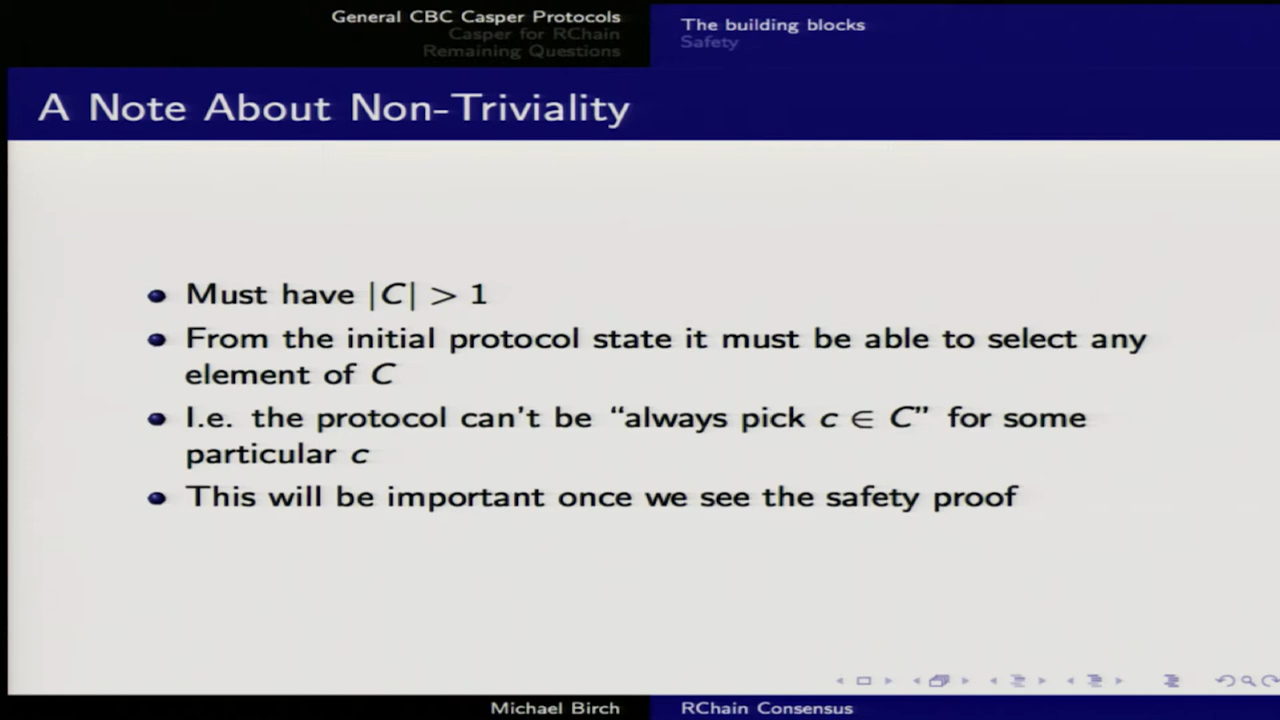 General CBC Casper Protocols
Casper for RChain
Remaining Questions
The building blocks
Safety
A Note About Non-Triviality
Must have |C| > 1
From the initial protocol state it must be able to select any
element of C
I.e. the protocol can't be “always pick c ∈ C” for some
particular c
This will be important once we see the safety proof
Michael Birch
RChain Consensus